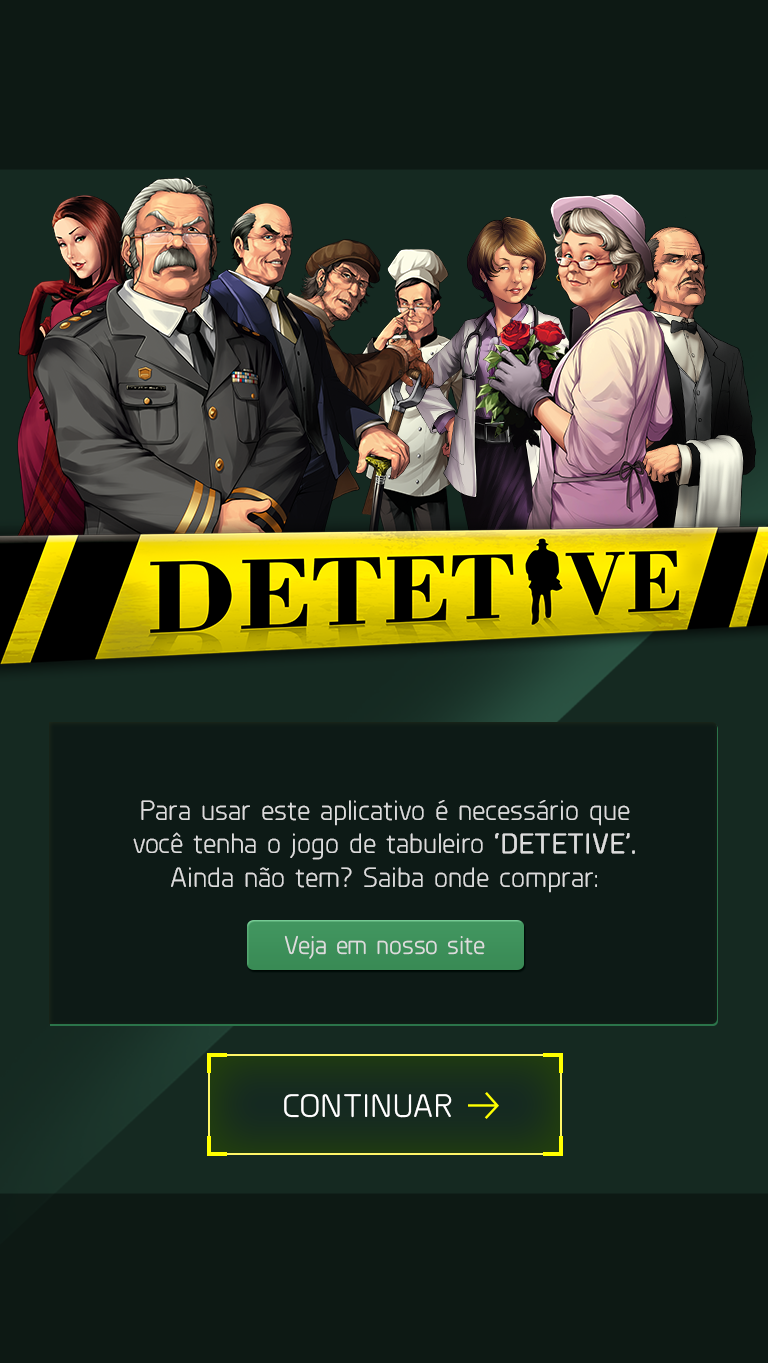 DETETIVE
Para usar este aplicativo é necessário que
você tenha o jogo de tabuleiro ‘DETETIVE’.
Ainda não tem? Saiba onde comprar:
Veja em nosso site
CONTINUAR →